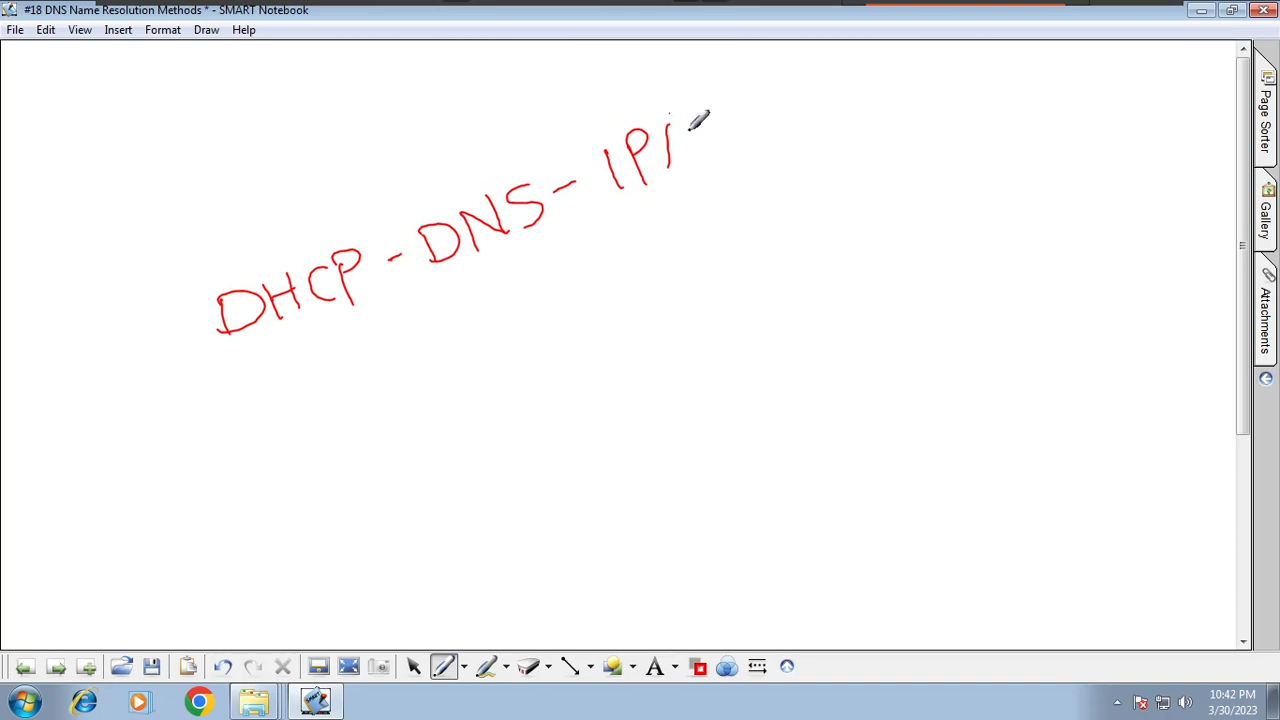 #18 DNS Name Resolution Methods * - SMART Notebook
File Edit View Insert Format Draw Help
DHCP - DNS - IPi
Page Sorter
Gallery
Attachments
A
10:42 PM
3/30/2023